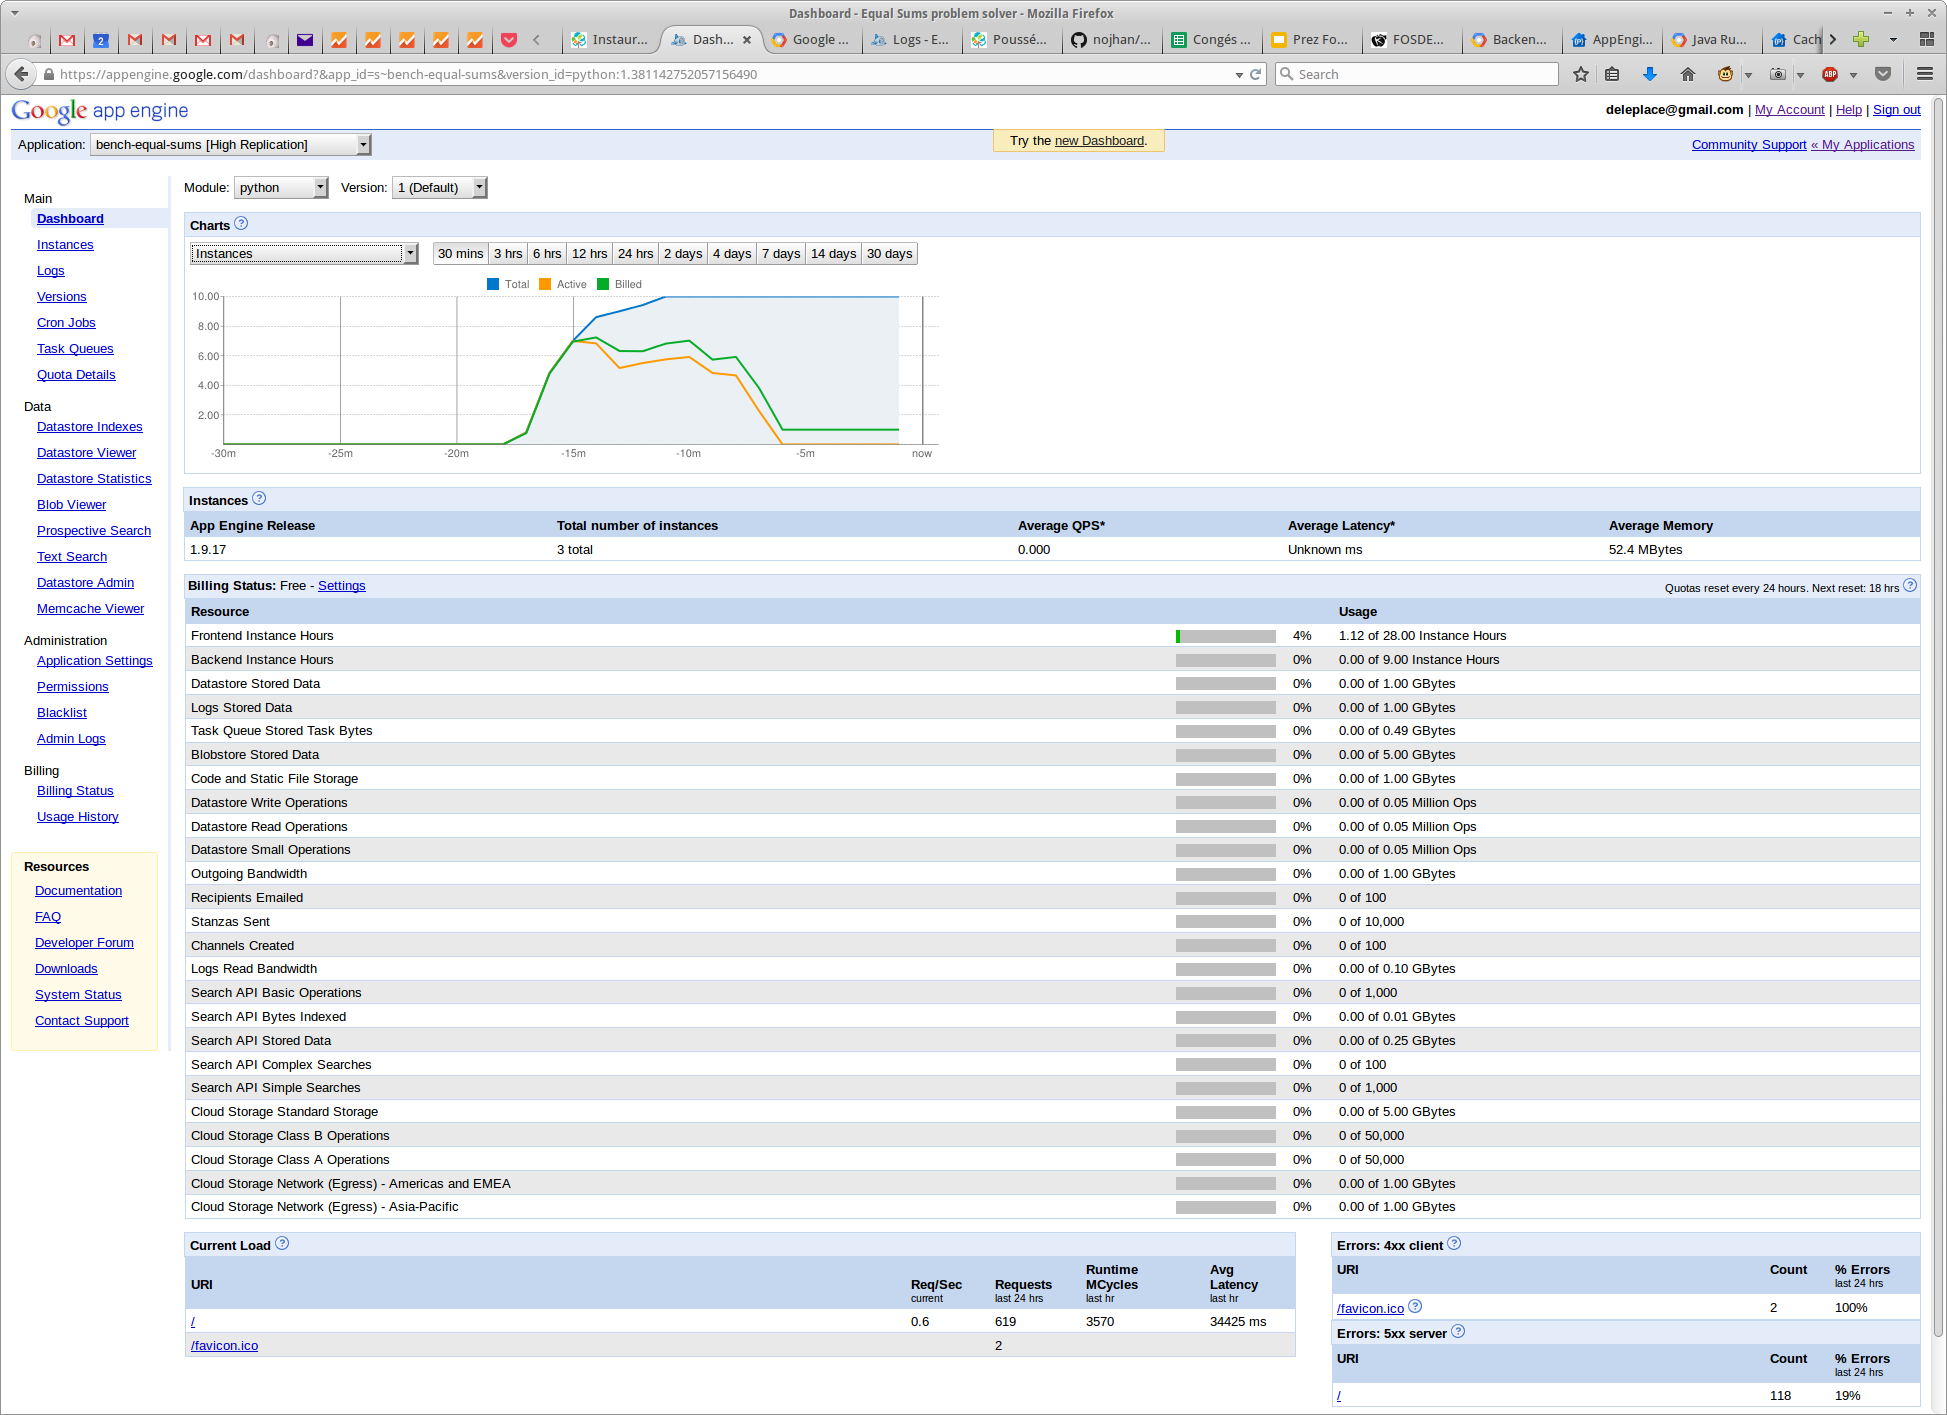 Dashboard - Equal Sums problem solver - Mozilla Firefox
2
Instaur...
Dash...
Google ...
Logs - E...
Poussé...
nojhan/...
Congés ...
Prez Fo...
FOSDE...
Backen...
AppEngi...
Java Ru...
Cach
https://appengine.google.com/dashboard?&app_id=s~bench-equal-sums&version_id=python:1.381142752057156490
Search
ABP
Google app engine
deleplace@gmail.com | My Account | Help | Sign out
Application: bench-equal-sums [High Replication]
Try the new Dashboard.
Community Support « My Applications
Main
Dashboard
Instances
Logs
Versions
Cron Jobs
Task Queues
Quota Details
Data
Datastore Indexes
Datastore Viewer
Datastore Statistics
Blob Viewer
Prospective Search
Text Search
Datastore Admin
Memcache Viewer
Administration
Application Settings
Permissions
Blacklist
Admin Logs
Billing
Billing Status
Usage History
Resources
Documentation
FAQ
Developer Forum
Downloads
System Status
Contact Support
Module: python Version: 1 (Default)
Charts ?
Instances 30 mins 3 hrs 6 hrs 12 hrs 24 hrs 2 days 4 days 7 days 14 days 30 days
Total Active Billed
10.00
8.00
6.00
4.00
2.00
-30m -25m -20m -15m -10m -5m now
Instances ?
App Engine Release Total number of instances Average QPS* Average Latency* Average Memory
1.9.17 3 total 0.000 Unknown ms 52.4 MBytes
Billing Status: Free - Settings Quotas reset every 24 hours. Next reset: 18 hrs ?
Resource Usage
Frontend Instance Hours 4% 1.12 of 28.00 Instance Hours
Backend Instance Hours 0% 0.00 of 9.00 Instance Hours
Datastore Stored Data 0% 0.00 of 1.00 GBytes
Logs Stored Data 0% 0.00 of 1.00 GBytes
Task Queue Stored Task Bytes 0% 0.00 of 0.49 GBytes
Blobstore Stored Data 0% 0.00 of 5.00 GBytes
Code and Static File Storage 0% 0.00 of 1.00 GBytes
Datastore Write Operations 0% 0.00 of 0.05 Million Ops
Datastore Read Operations 0% 0.00 of 0.05 Million Ops
Datastore Small Operations 0% 0.00 of 0.05 Million Ops
Outgoing Bandwidth 0% 0.00 of 1.00 GBytes
Recipients Emailed 0% 0 of 100
Stanzas Sent 0% 0 of 10,000
Channels Created 0% 0 of 100
Logs Read Bandwidth 0% 0.00 of 0.10 GBytes
Search API Basic Operations 0% 0 of 1,000
Search API Bytes Indexed 0% 0.00 of 0.01 GBytes
Search API Stored Data 0% 0.00 of 0.25 GBytes
Search API Complex Searches 0% 0 of 100
Search API Simple Searches 0% 0 of 1,000
Cloud Storage Standard Storage 0% 0.00 of 5.00 GBytes
Cloud Storage Class B Operations 0% 0 of 50,000
Cloud Storage Class A Operations 0% 0 of 50,000
Cloud Storage Network (Egress) - Americas and EMEA 0% 0.00 of 1.00 GBytes
Cloud Storage Network (Egress) - Asia-Pacific 0% 0.00 of 1.00 GBytes
Current Load ?
URI Req/Sec current Requests last 24 hrs Runtime MCycles last hr Avg Latency last hr
/ 0.6 619 3570 34425 ms
/favicon.ico 2
Errors: 4xx client ?
URI Count % Errors last 24 hrs
/favicon.ico ? 2 100%
Errors: 5xx server ?
URI Count % Errors last 24 hrs
/ 118 19%